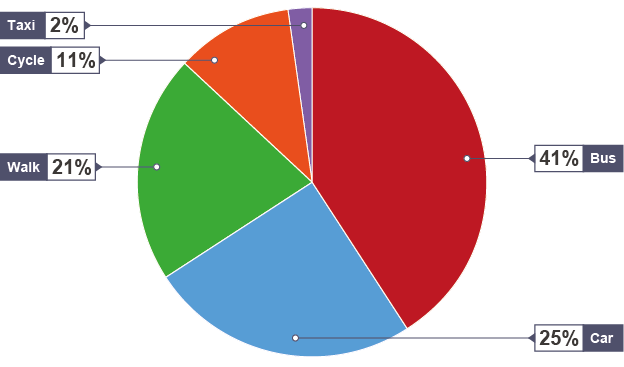 Taxi 2%
Cycle 11%
Walk 21%
41% Bus
25% Car